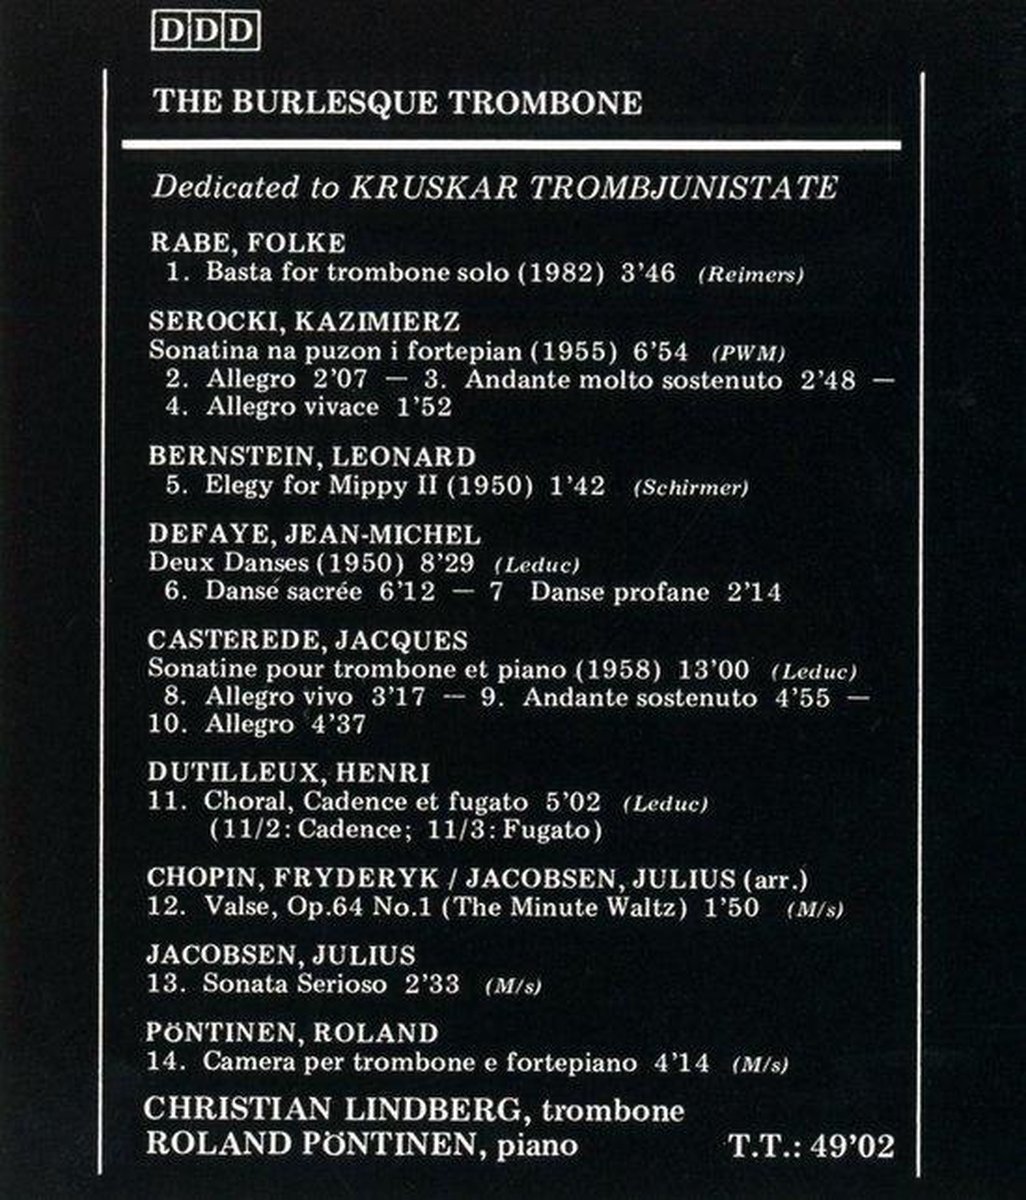 DDD
THE BURLESQUE TROMBONE
Dedicated to KRUSKAR TROMBJUNISTATE
RABE, FOLKE
1. Basta for trombone solo (1982) 3’46 (Reimers)
SEROCKI, KAZIMIERZ
Sonatina na puzon i fortepian (1955) 6’54 (PWM)
2. Allegro 2’07 — 3. Andante molto sostenuto 2’48 —
4. Allegro vivace 1’52
BERNSTEIN, LEONARD
5. Elegy for Mippy II (1950) 1’42 (Schirmer)
DEFAYE, JEAN-MICHEL
Deux Danses (1950) 8’29 (Leduc)
6. Dansé sacrée 6’12 — 7 Danse profane 2’14
CASTEREDE, JACQUES
Sonatine pour trombone et piano (1958) 13’00 (Leduc)
8. Allegro vivo 3’17 — 9. Andante sostenuto 4’55 —
10. Allegro 4’37
DUTILLEUX, HENRI
11. Choral, Cadence et fugato 5’02 (Leduc)
(11/2: Cadence; 11/3: Fugato)
CHOPIN, FRYDERYK / JACOBSEN, JULIUS (arr.)
12. Valse, Op.64 No.1 (The Minute Waltz) 1’50 (M/s)
JACOBSEN, JULIUS
13. Sonata Serioso 2’33 (M/s)
PÖNTINEN, ROLAND
14. Camera per trombone e fortepiano 4’14 (M/s)
CHRISTIAN LINDBERG, trombone
ROLAND PÖNTINEN, piano T.T.: 49’02